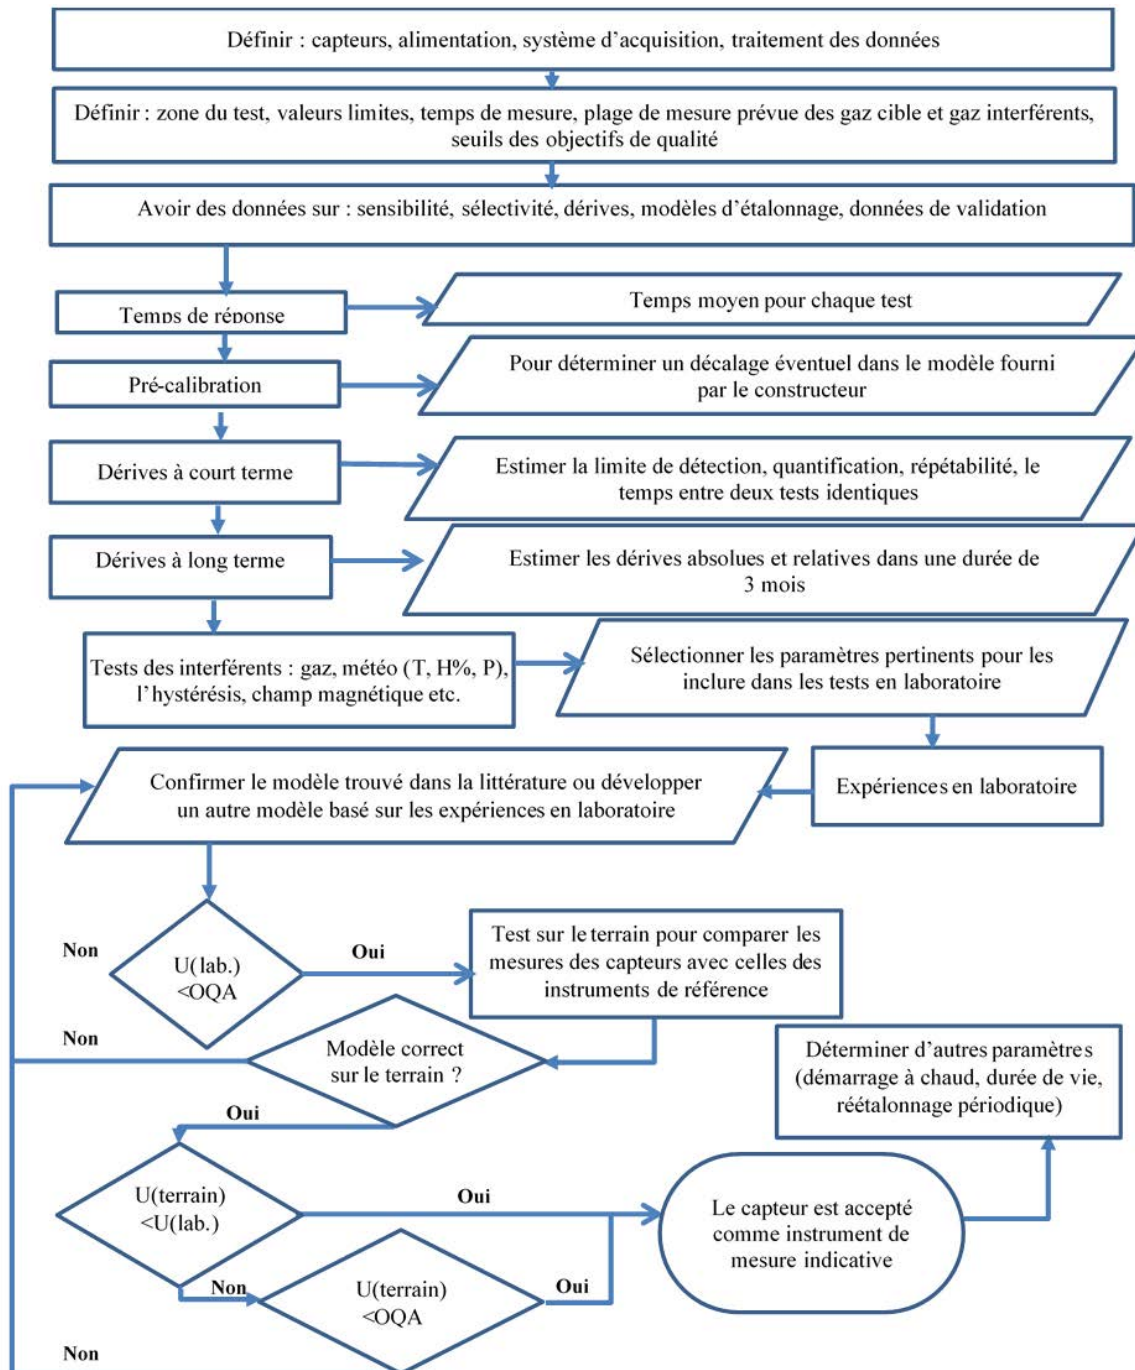 Définir : capteurs, alimentation, système d'acquisition, traitement des données
Définir : zone du test, valeurs limites, temps de mesure, plage de mesure prévue des gaz cible et gaz interférents,
seuils des objectifs de qualité
Avoir des données sur : sensibilité, sélectivité, dérives, modèles d'étalonnage, données de validation
Temps de réponse
Temps moyen pour chaque test
Pré-calibration
Pour déterminer un décalage éventuel dans le modèle fourni
par le constructeur
Dérives à court terme
Estimer la limite de détection, quantification, répétabilité, le
temps entre deux tests identiques
Dérives à long terme
Estimer les dérives absolues et relatives dans une durée de
3 mois
Tests des interférents : gaz, météo (T, H%, P),
l'hystérésis, champ magnétique etc.
Sélectionner les paramètres pertinents pour les
inclure dans les tests en laboratoire
Expériences en laboratoire
Confirmer le modèle trouvé dans la littérature ou développer
un autre modèle basé sur les expériences en laboratoire
Non
U(lab.)
<OQA
Oui
Test sur le terrain pour comparer les
mesures des capteurs avec celles des
instruments de référence
Non
Modèle correct
sur le terrain ?
Oui
Déterminer d'autres paramètres
(démarrage à chaud, durée de vie,
réétalonnage périodique)
U(terrain)
<U(lab.)
Oui
Le capteur est accepté
comme instrument de
mesure indicative
Non
U(terrain)
<OQA
Oui
Non